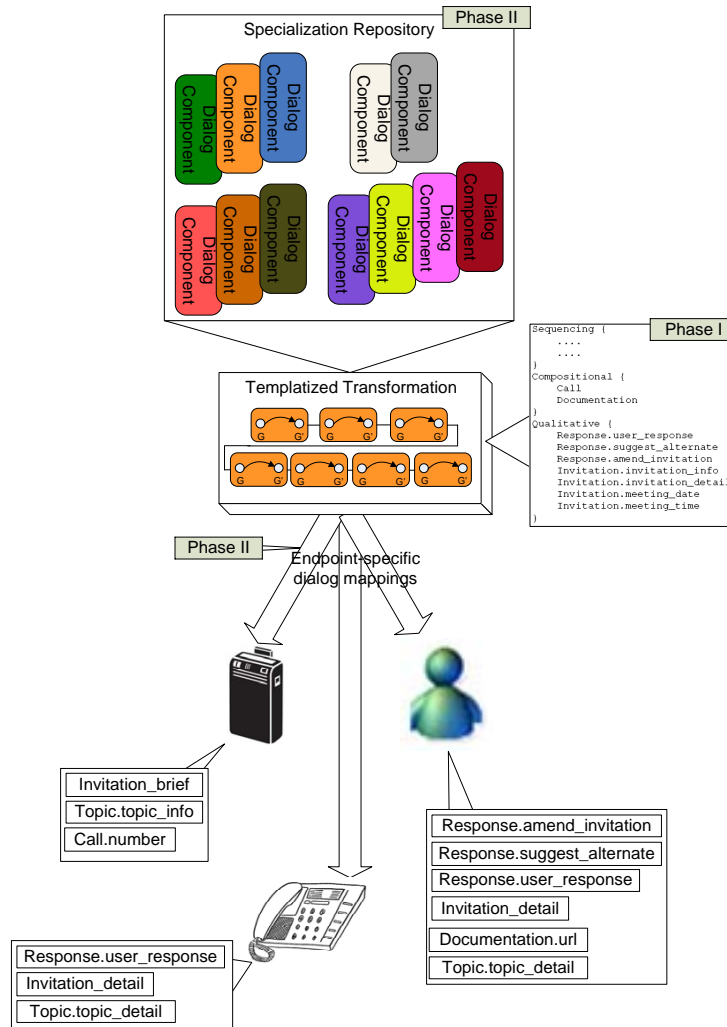 Phase II
Specialization Repository
Dialog
Component
Dialog
Component
Dialog
Component
Dialog
Component
Dialog
Component
Dialog
Component
Dialog
Component
Dialog
Component
Dialog
Component
Dialog
Component
Dialog
Component
Dialog
Component
Phase I
Sequencing {
....
....
}
Compositional {
Call
Documentation
}
Qualitative {
Response.user_response
Response.suggest_alternate
Response.amend_invitation
Invitation.invitation_info
Invitation.invitation_detail
Invitation.meeting_date
Invitation.meeting_time
}
Templatized Transformation
G G'
G G'
G G'
G G'
G G'
G G'
G G'
Phase II
Endpoint-specific
dialog mappings
Invitation_brief
Topic.topic_info
Call.number
Response.amend_invitation
Response.suggest_alternate
Response.user_response
Invitation_detail
Documentation.url
Topic.topic_detail
Response.user_response
Invitation_detail
Topic.topic_detail